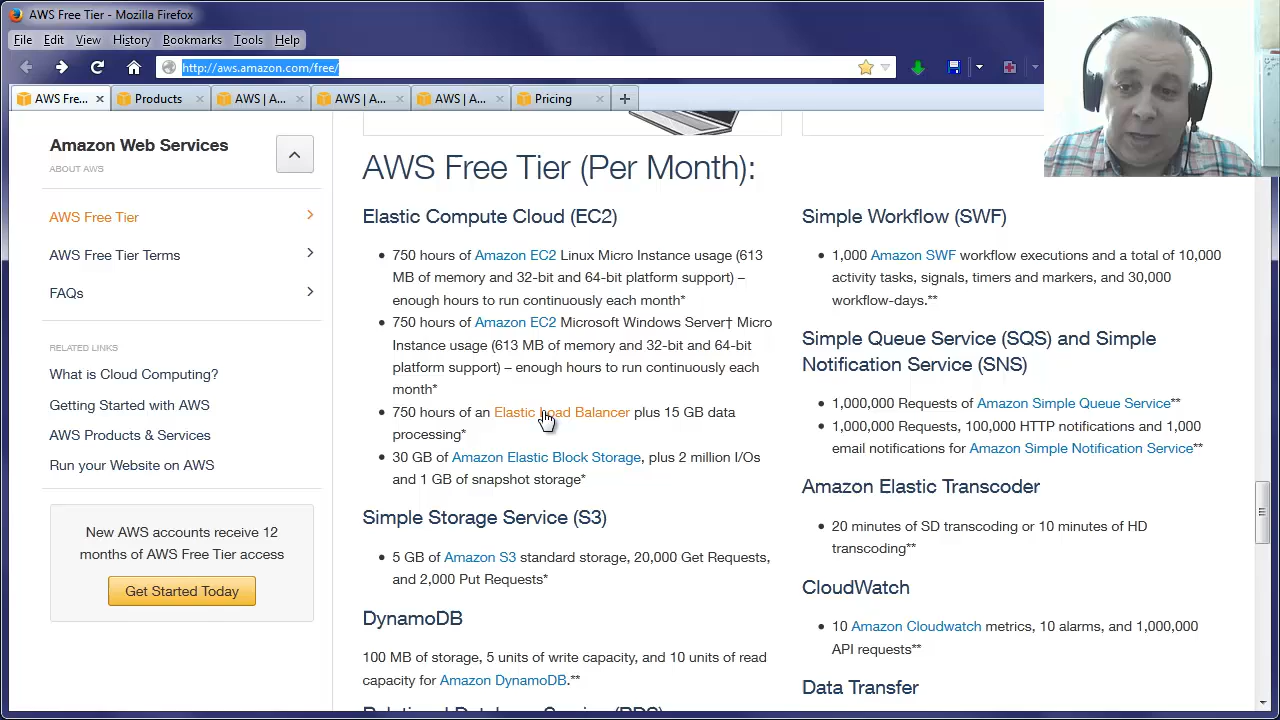 AWS Free Tier - Mozilla Firefox
File Edit View History Bookmarks Tools Help
http://aws.amazon.com/free/
AWS Fre... Products AWS | A... AWS | A... AWS | A... Pricing
Amazon Web Services
ABOUT AWS
AWS Free Tier
AWS Free Tier Terms
FAQs
RELATED LINKS
What is Cloud Computing?
Getting Started with AWS
AWS Products & Services
Run your Website on AWS
New AWS accounts receive 12
months of AWS Free Tier access
Get Started Today
AWS Free Tier (Per Month):
Elastic Compute Cloud (EC2)
750 hours of Amazon EC2 Linux Micro Instance usage (613
MB of memory and 32-bit and 64-bit platform support) –
enough hours to run continuously each month*
750 hours of Amazon EC2 Microsoft Windows Server† Micro
Instance usage (613 MB of memory and 32-bit and 64-bit
platform support) – enough hours to run continuously each
month*
750 hours of an Elastic Load Balancer plus 15 GB data
processing*
30 GB of Amazon Elastic Block Storage, plus 2 million I/Os
and 1 GB of snapshot storage*
Simple Storage Service (S3)
5 GB of Amazon S3 standard storage, 20,000 Get Requests,
and 2,000 Put Requests*
DynamoDB
100 MB of storage, 5 units of write capacity, and 10 units of read
capacity for Amazon DynamoDB.**
Relational Database Service (RDS)
Simple Workflow (SWF)
1,000 Amazon SWF workflow executions and a total of 10,000
activity tasks, signals, timers and markers, and 30,000
workflow-days.**
Simple Queue Service (SQS) and Simple
Notification Service (SNS)
1,000,000 Requests of Amazon Simple Queue Service**
1,000,000 Requests, 100,000 HTTP notifications and 1,000
email notifications for Amazon Simple Notification Service**
Amazon Elastic Transcoder
20 minutes of SD transcoding or 10 minutes of HD
transcoding**
CloudWatch
10 Amazon Cloudwatch metrics, 10 alarms, and 1,000,000
API requests**
Data Transfer